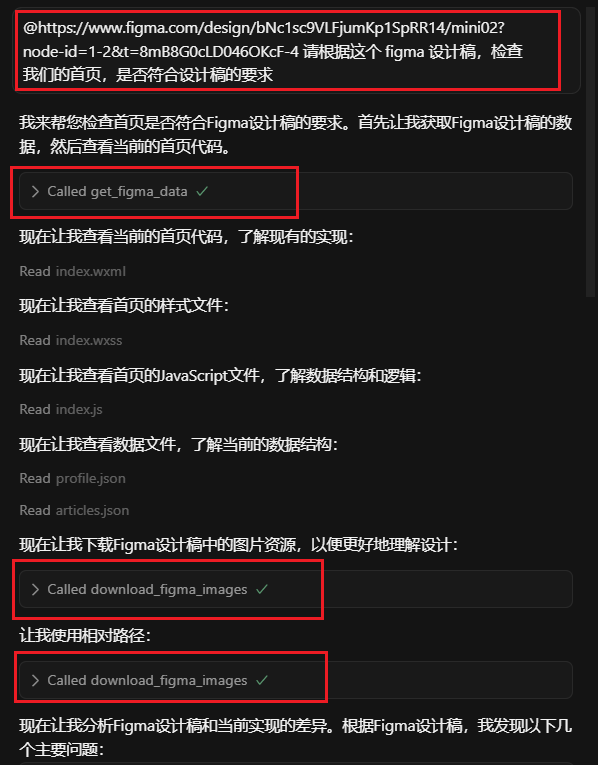 @https://www.figma.com/design/bNc1sc9VLFjumKp1SpRR14/mini02?
node-id=1-2&t=8mB8G0cLD046OKcF-4 请根据这个 figma 设计稿，检查
我们的首页，是否符合设计稿的要求
我来帮您检查首页是否符合Figma设计稿的要求。首先让我获取Figma设计稿的数
据，然后查看当前的首页代码。
Called get_figma_data
现在让我查看当前的首页代码，了解现有的实现：
Read index.wxml
现在让我查看首页的样式文件：
Read index.wxss
现在让我查看首页的JavaScript文件，了解数据结构和逻辑：
Read index.js
现在让我查看数据文件，了解当前的数据结构：
Read profile.json
Read articles.json
现在让我下载Figma设计稿中的图片资源，以便更好地理解设计：
Called download_figma_images
让我使用相对路径：
Called download_figma_images
现在让我分析Figma设计稿和当前实现的差异。根据Figma设计稿，我发现以下几
个主要问题：